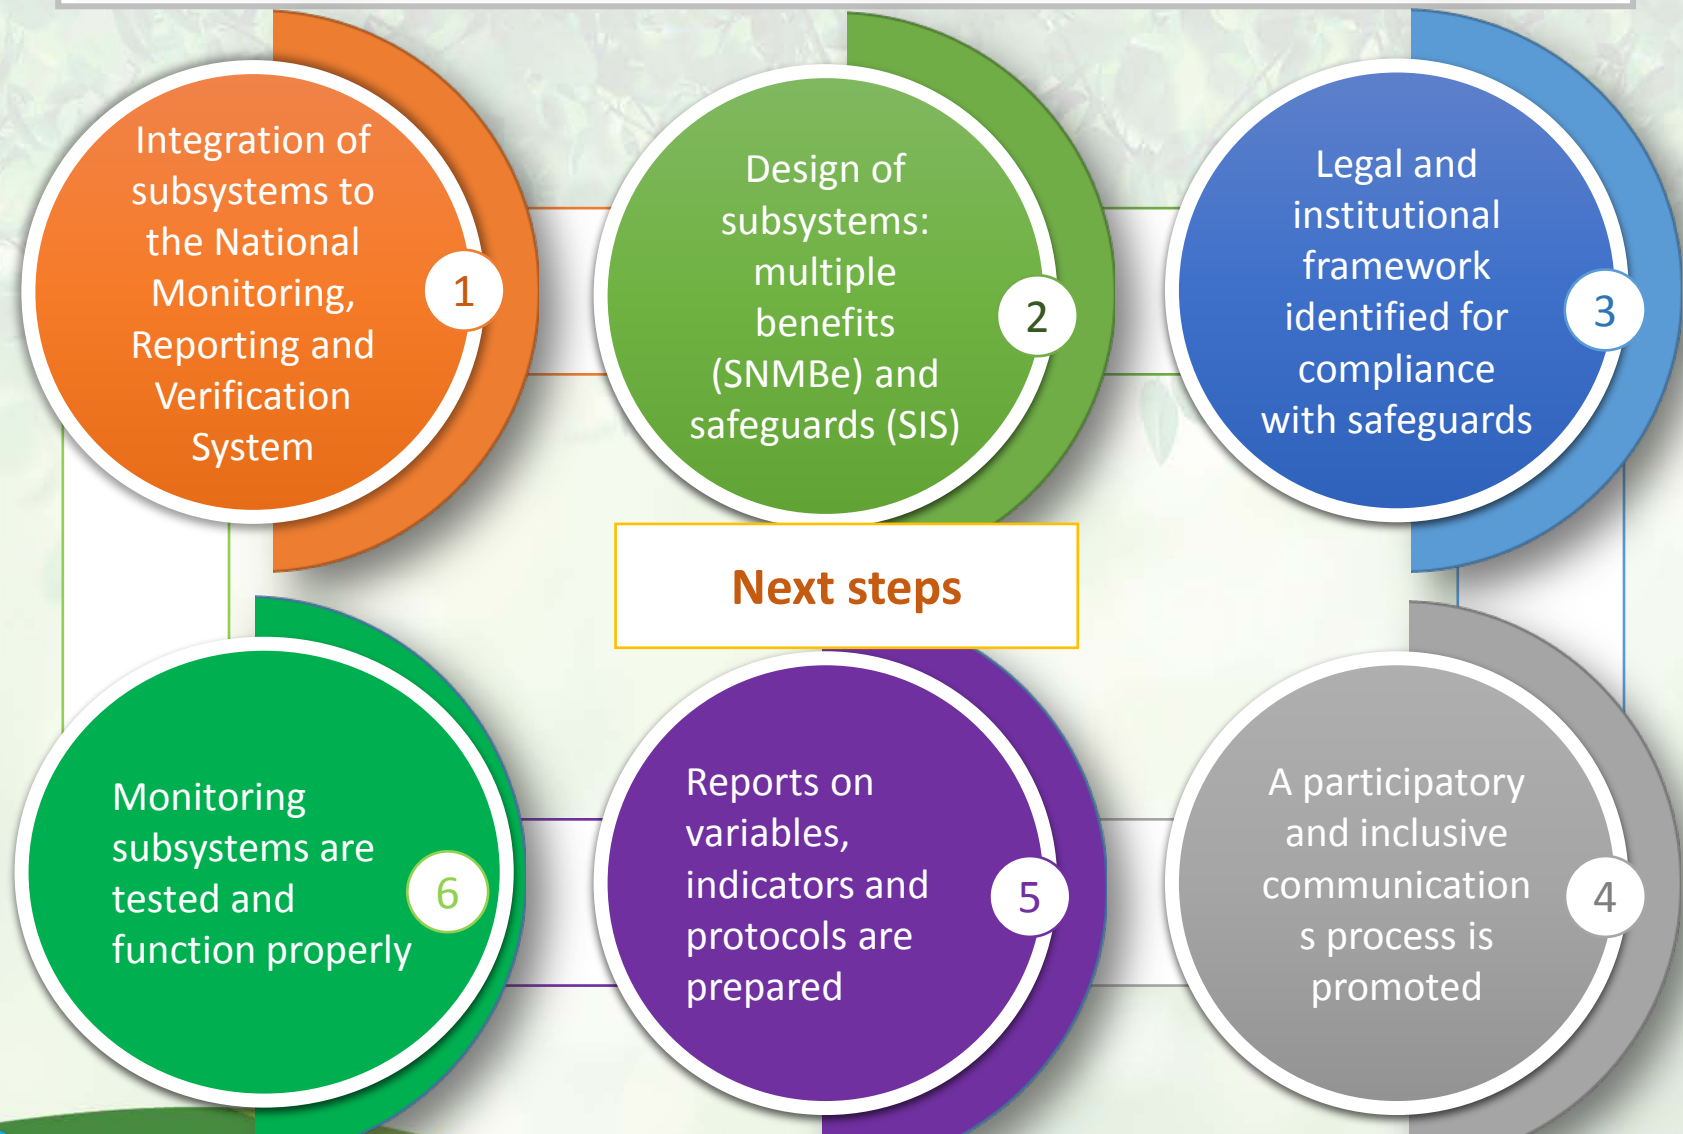 Integration of
subsystems to
the National
Monitoring,
Reporting and
Verification
System
1
Design of
subsystems:
multiple
benefits
(SNMBe) and
safeguards (SIS)
2
Legal and
institutional
framework
identified for
compliance
with safeguards
3
Next steps
A participatory
and inclusive
communication
s process is
promoted
4
Reports on
variables,
indicators and
protocols are
prepared
5
Monitoring
subsystems are
tested and
function properly
6